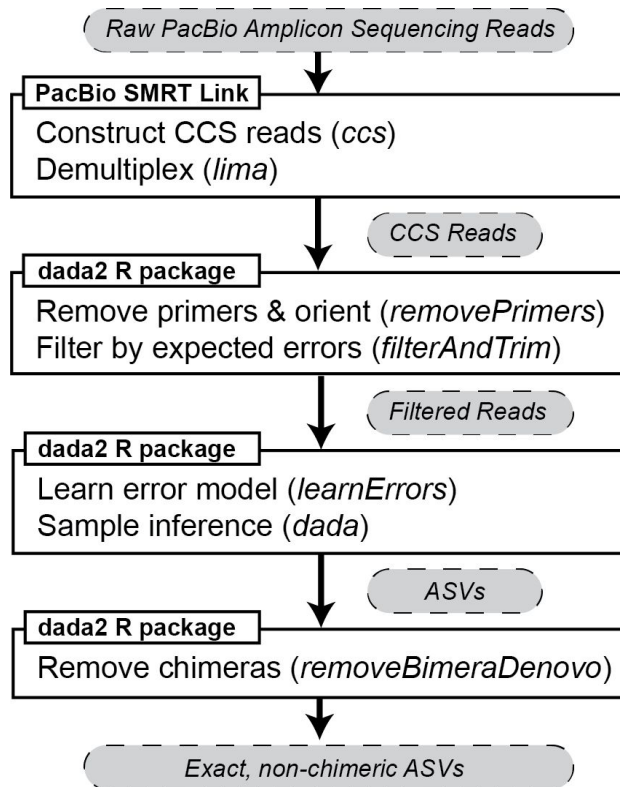 Raw PacBio Amplicon Sequencing Reads
PacBio SMRT Link
Construct CCS reads (ccs)
Demultiplex (lima)
CCS Reads
dada2 R package
Remove primers & orient (removePrimers)
Filter by expected errors (filterAndTrim)
Filtered Reads
dada2 R package
Learn error model (learnErrors)
Sample inference (dada)
ASVs
dada2 R package
Remove chimeras (removeBimeraDenovo)
Exact, non-chimeric ASVs